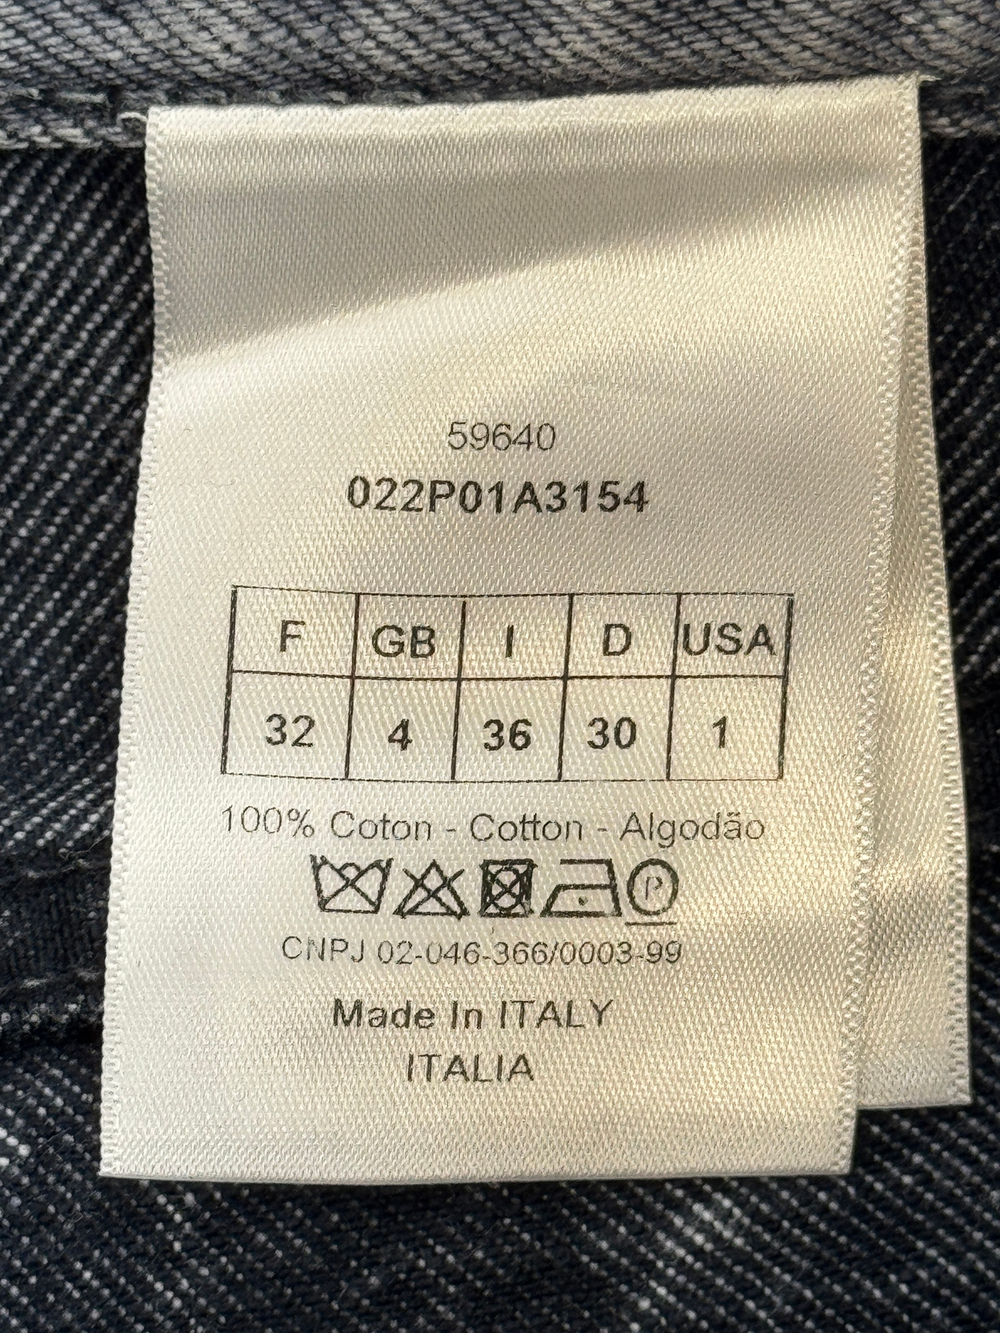 59640
022P01A3154
F GB I D USA
32 4 36 30 1
100% Coton - Cotton - Algodão
P
CNPJ 02-046-366/0003-99
Made In ITALY
ITALIA